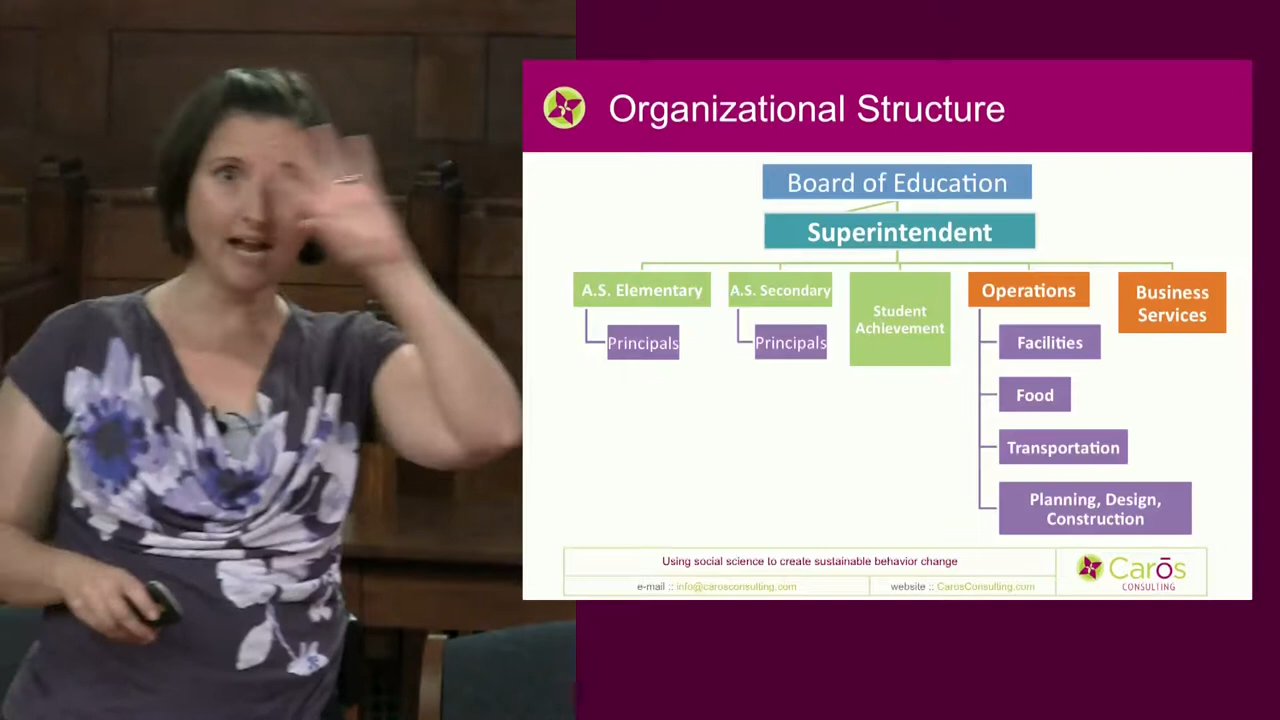 Organizational Structure
Board of Education
Superintendent
A.S. Elementary
Principals
A.S. Secondary
Principals
Student
Achievement
Operations
Facilities
Food
Transportation
Planning, Design,
Construction
Business
Services
Using social science to create sustainable behavior change
e-mail :: info@carosconsulting.com
website :: CarosConsulting.com
Carōs
CONSULTING